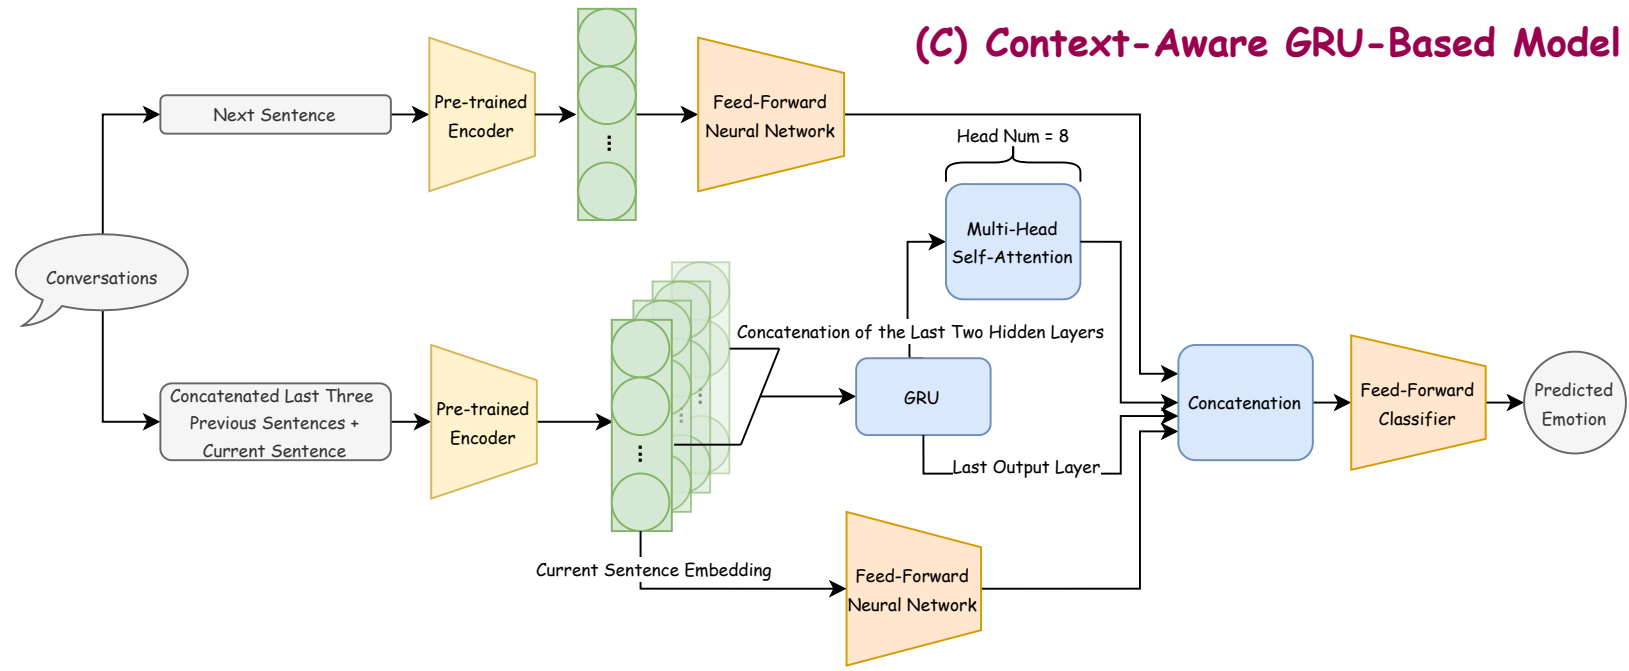 (C) Context-Aware GRU-Based Model
Next Sentence
Pre-trained
Encoder
Feed-Forward
Neural Network
Head Num = 8
Multi-Head
Self-Attention
Conversations
Concatenation of the Last Two Hidden Layers
Concatenated Last Three
Previous Sentences +
Current Sentence
Pre-trained
Encoder
GRU
Last Output Layer
Concatenation
Feed-Forward
Classifier
Predicted
Emotion
Current Sentence Embedding
Feed-Forward
Neural Network